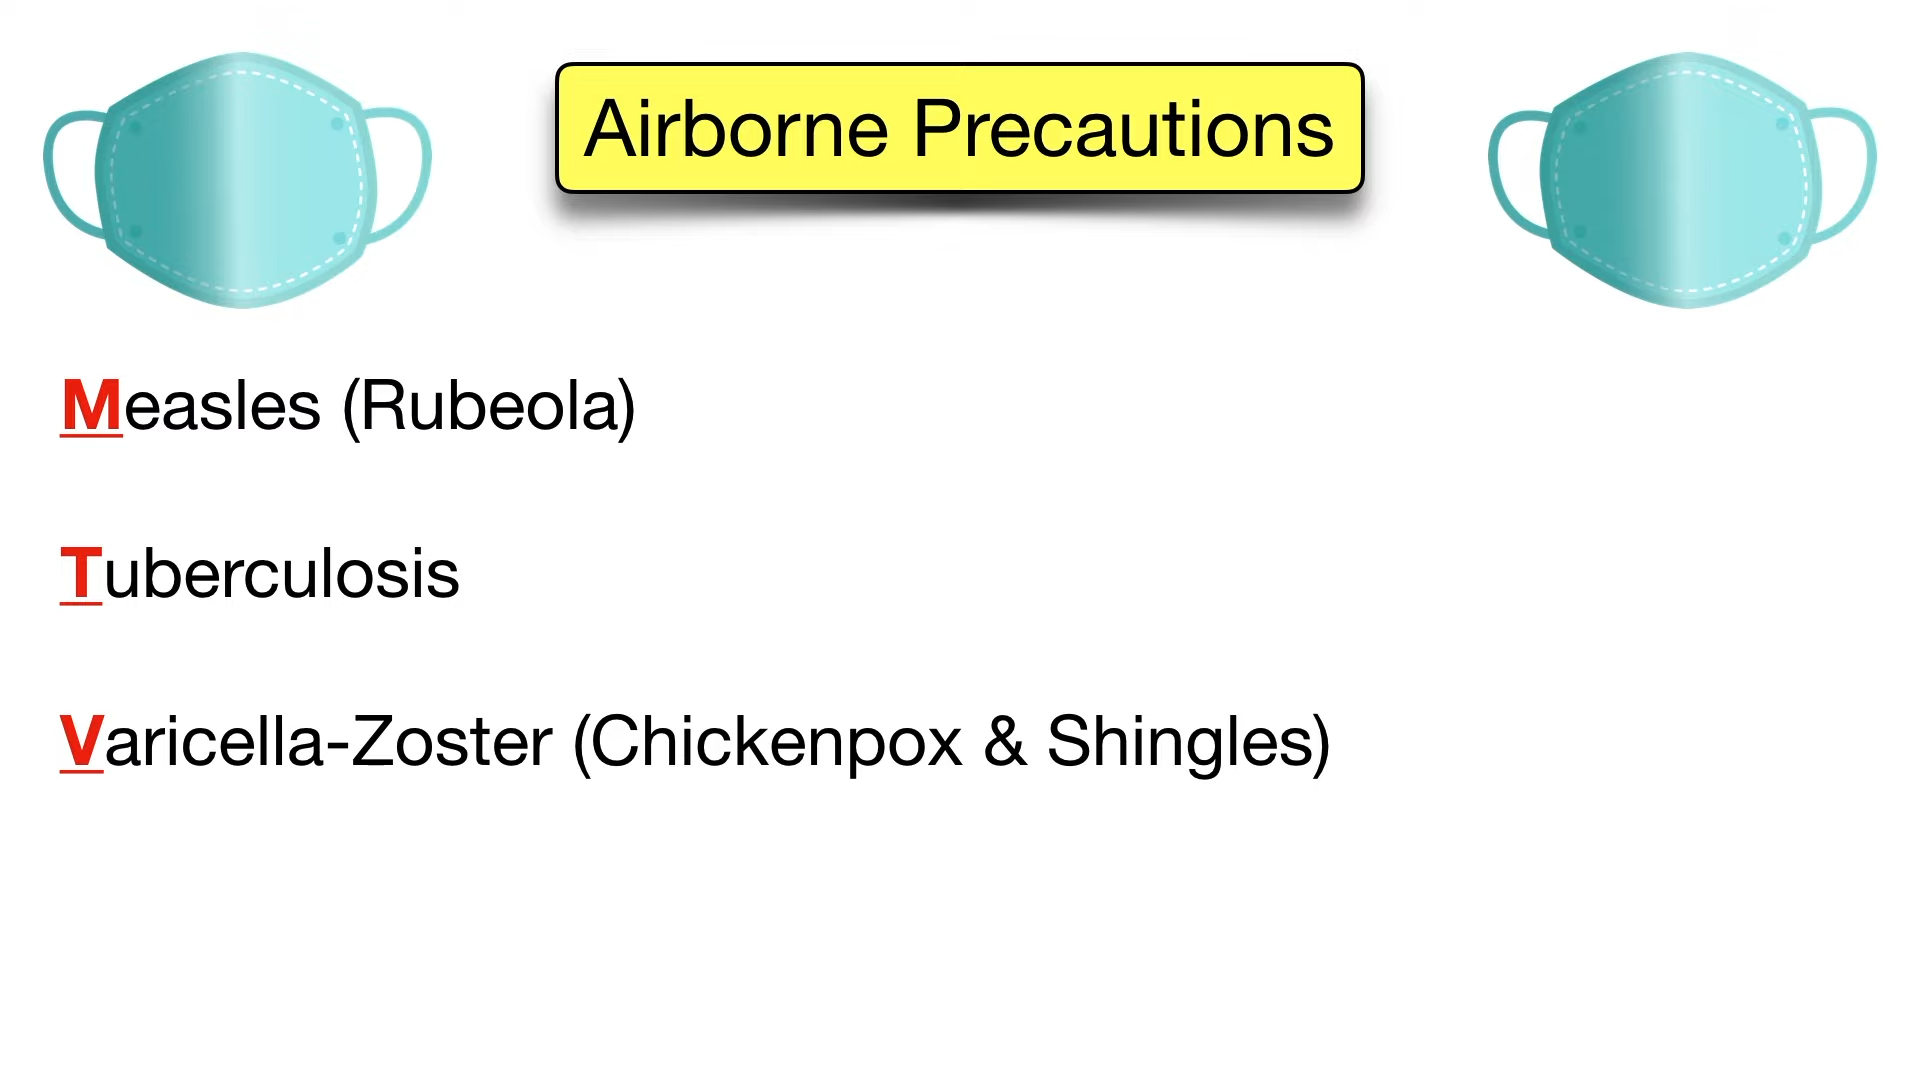 Airborne Precautions
Measles (Rubeola)
Tuberculosis
Varicella-Zoster (Chickenpox & Shingles)